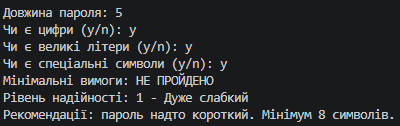 Довжина пароля: 5
Чи є цифри (y/n): y
Чи є великі літери (y/n): y
Чи є спеціальні символи (y/n): y
Мінімальні вимоги: НЕ ПРОЙДЕНО
Рівень надійності: 1 - Дуже слабкий
Рекомендації: пароль надто короткий. Мінімум 8 символів.